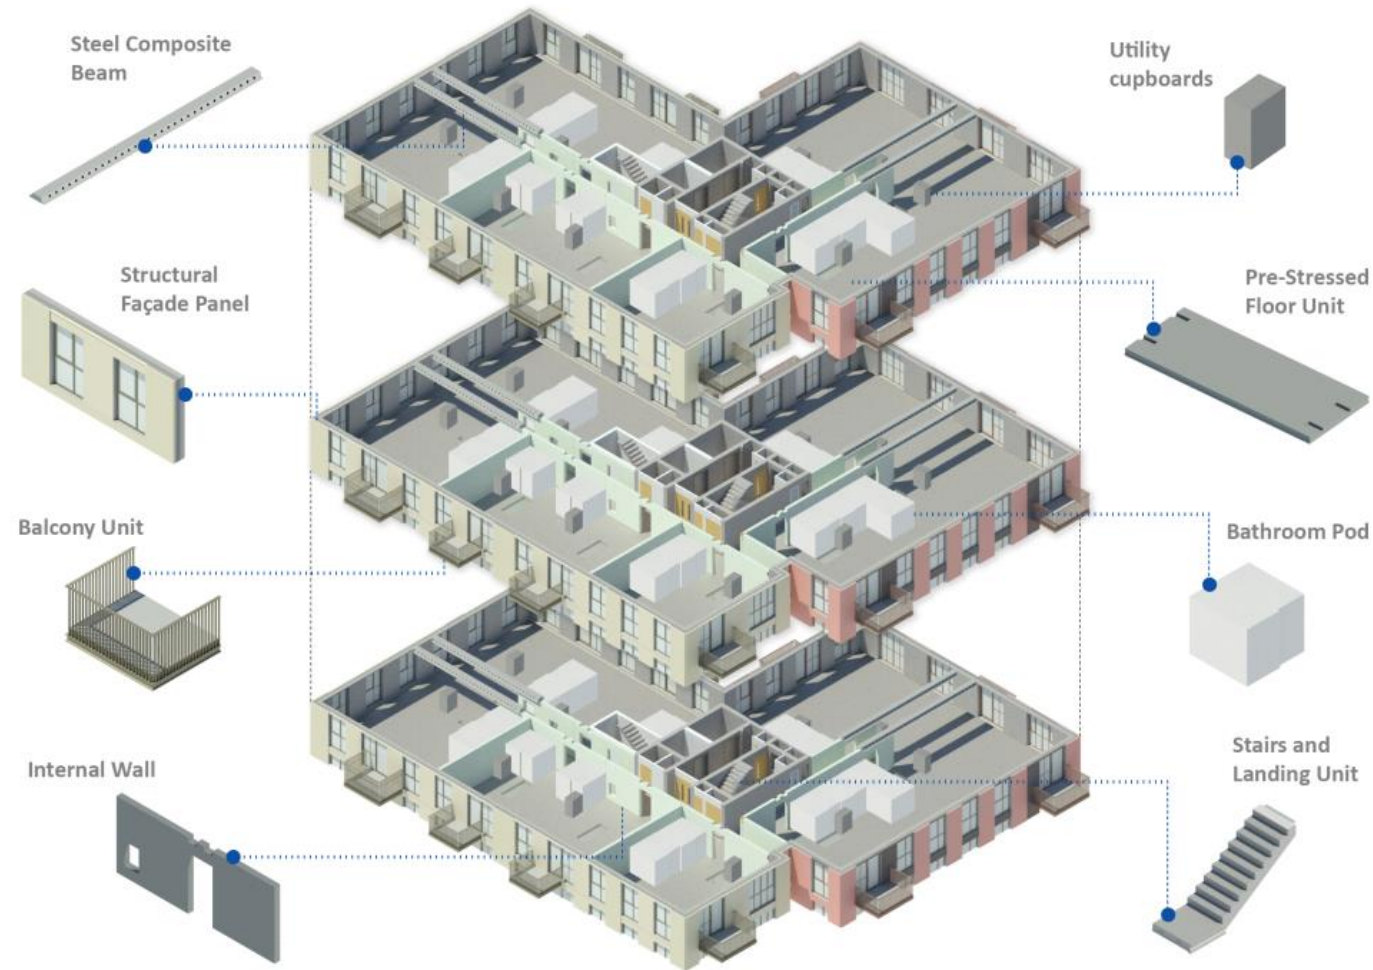 Steel Composite
Beam
Utility
cupboards
Structural
Façade Panel
Pre-Stressed
Floor Unit
Balcony Unit
Bathroom Pod
Internal Wall
Stairs and
Landing Unit